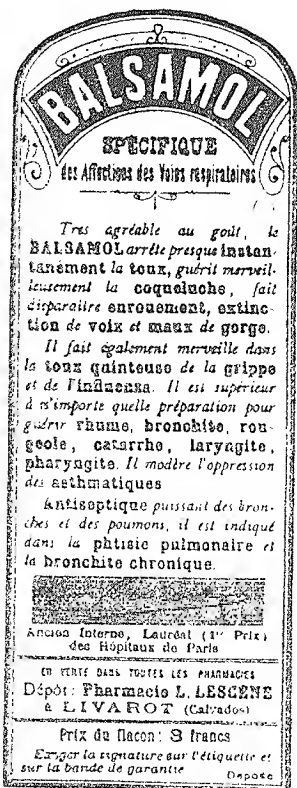 BALSAMOL
SPÉCIFIQUE
des Affections des Voies respiratoires
Très agréable au goût, le
BALSAMOL arrête presque instan-
tanément la toux, guérit merveil-
leusement la coqueluche, fait
disparaître enrouement, extinc-
tion de voix et maux de gorge.
Il fait également merveille dans
la toux quinteuse de la grippe
et de l'influenza. Il est supérieur
à n'importe quelle préparation pour
guérir rhume, bronchite, rou-
geole, catarrhe, laryngite,
pharyngite. Il modère l'oppression
des asthmatiques
Antiseptique puissant des bron-
ches et des poumons, il est indiqué
dans la phtisie pulmonaire et
la bronchite chronique.
Ancien Interne, Lauréat (1er Prix)
des Hôpitaux de Paris
EN VENTE DANS TOUTES LES PHARMACIES
Dépôt: Pharmacie L. LESCÈNE
à LIVAROT (Calvados)
Prix du flacon: 3 francs
Exiger la signature sur l'étiquette et
sur la bande de garantie
Déposé